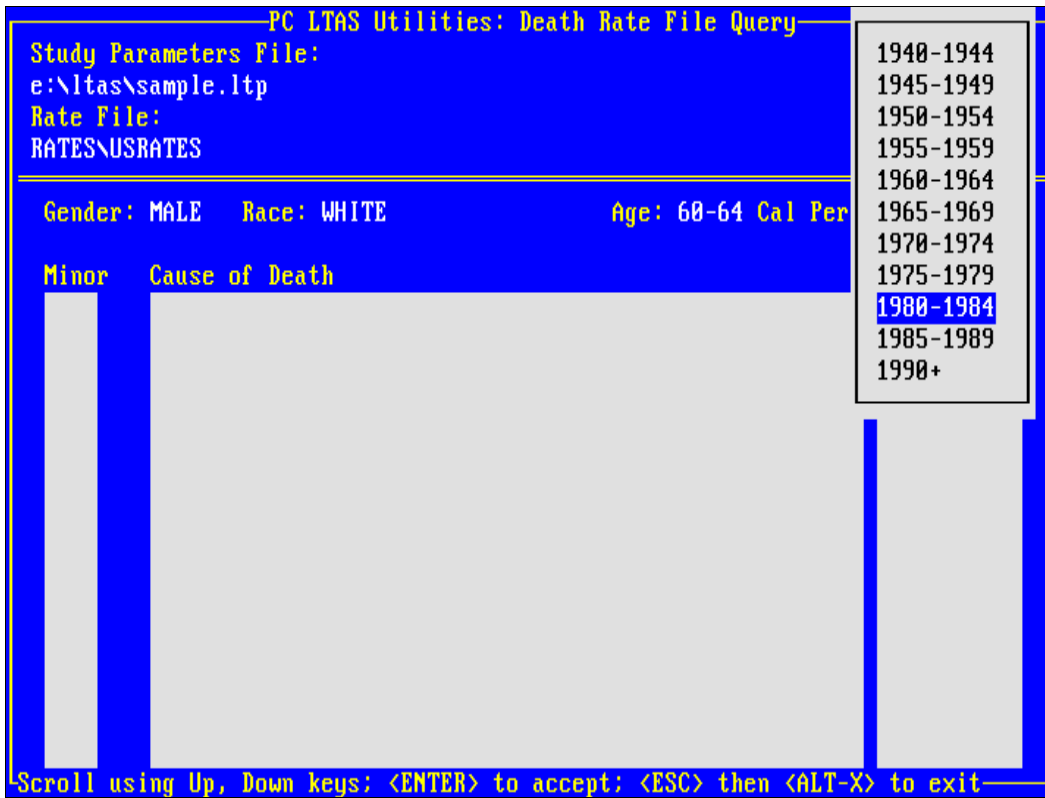 PC LTAS Utilities: Death Rate File Query
Study Parameters File:
e:\ltas\sample.ltp
Rate File:
RATES\USRATES
Gender: MALE Race: WHITE Age: 60-64 Cal Per
Minor Cause of Death
1940-1944
1945-1949
1950-1954
1955-1959
1960-1964
1965-1969
1970-1974
1975-1979
1980-1984
1985-1989
1990+
Scroll using Up, Down keys; <ENTER> to accept; <ESC> then <ALT-X> to exit